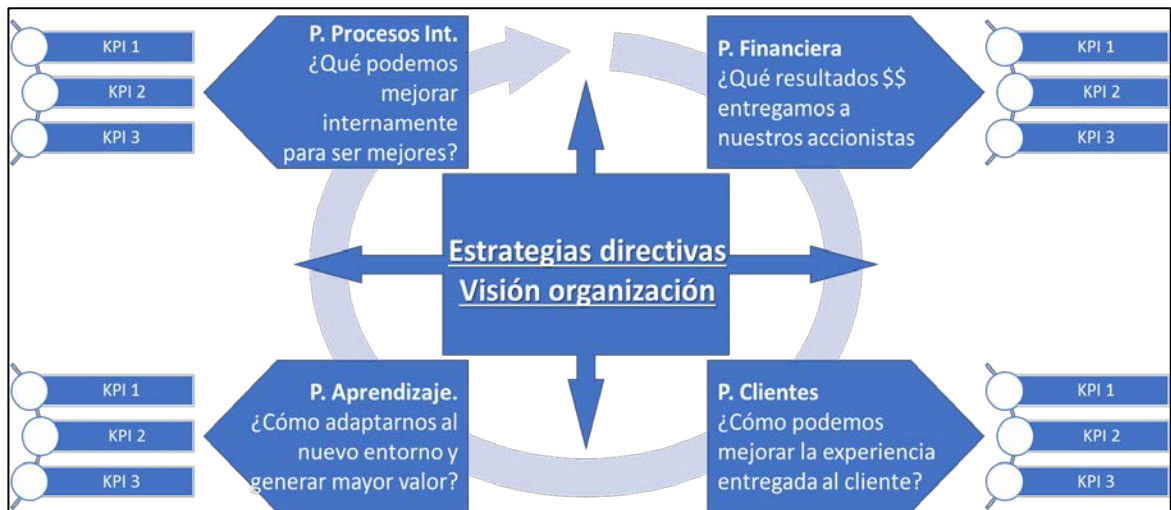 KPI 1
KPI 2
KPI 3
P. Procesos Int.
¿Qué podemos
mejorar
internamente
para ser mejores?
P. Financiera
¿Qué resultados $$
entregamos a
nuestros accionistas
KPI 1
KPI 2
KPI 3
Estrategias directivas
Visión organización
KPI 1
KPI 2
KPI 3
P. Aprendizaje.
¿Cómo adaptarnos al
nuevo entorno y
generar mayor valor?
P. Clientes
¿Cómo podemos
mejorar la experiencia
entregada al cliente?
KPI 1
KPI 2
KPI 3